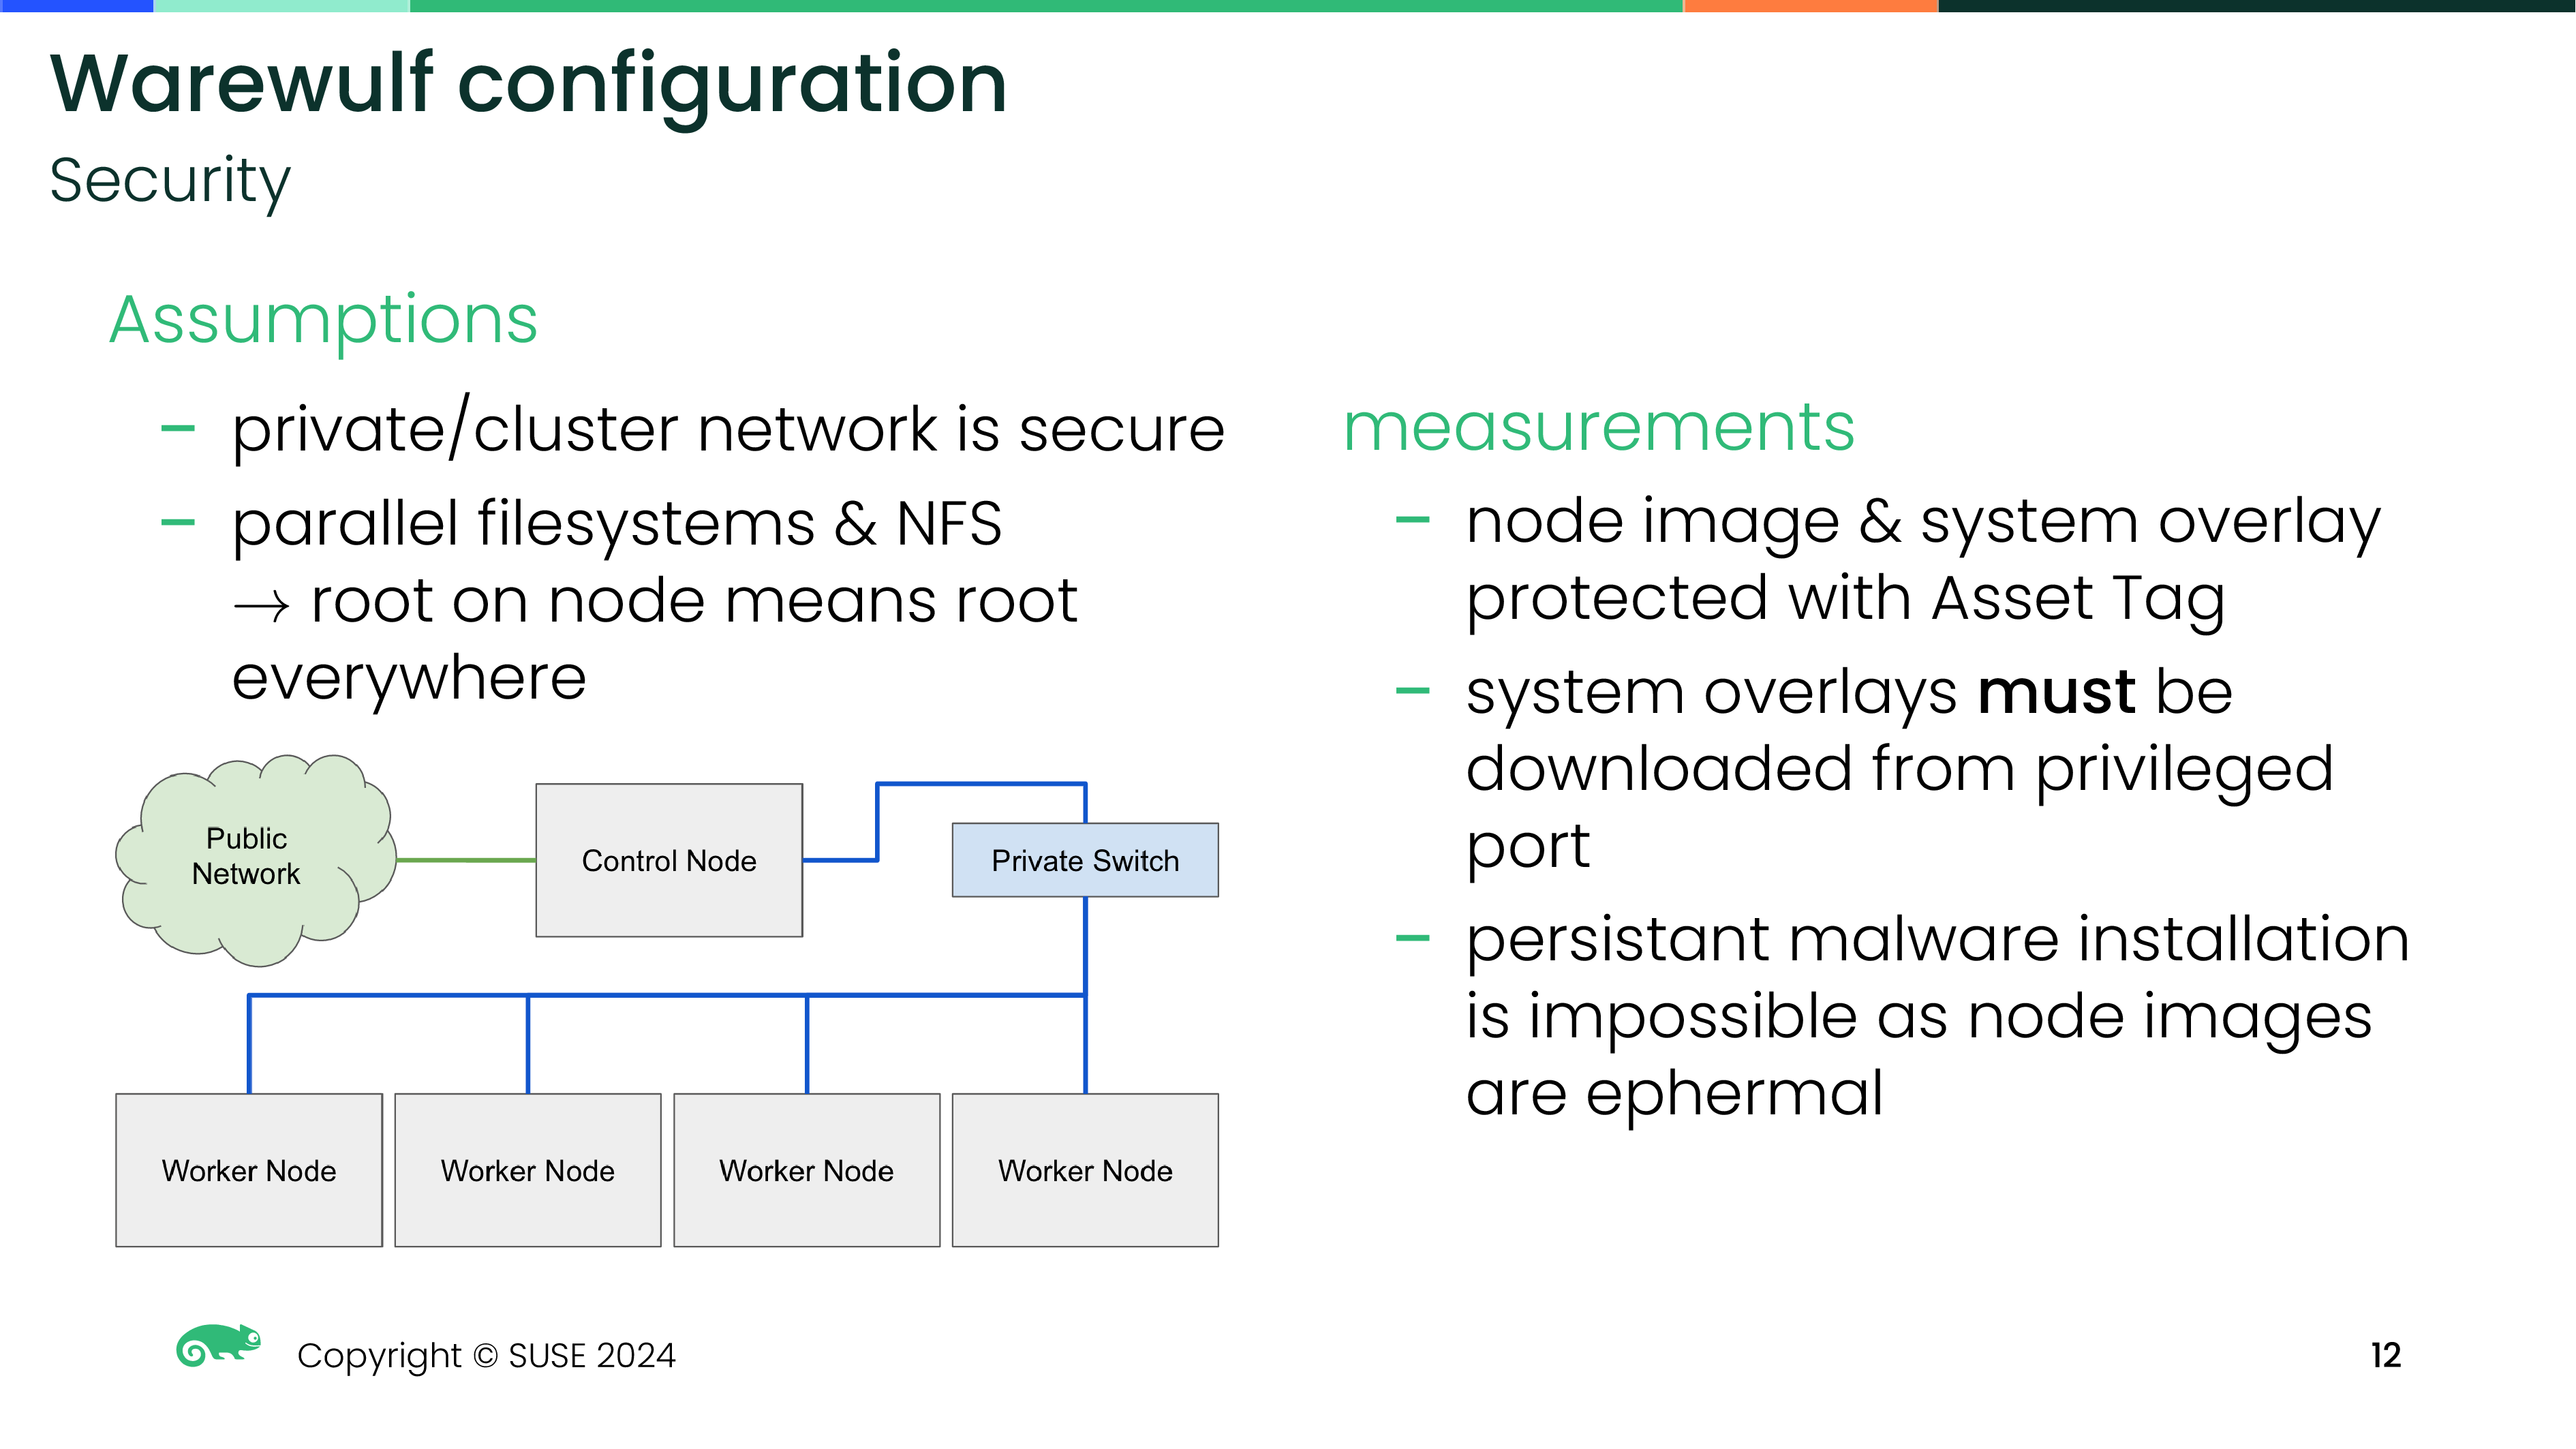 Warewulf configuration
Security
Assumptions
– private/cluster network is secure
– parallel filesystems & NFS
→ root on node means root
everywhere
Public
Network
Control Node
Private Switch
Worker Node
Worker Node
Worker Node
Worker Node
measurements
– node image & system overlay
protected with Asset Tag
– system overlays must be
downloaded from privileged
port
– persistant malware installation
is impossible as node images
are ephermal
Copyright © SUSE 2024
12